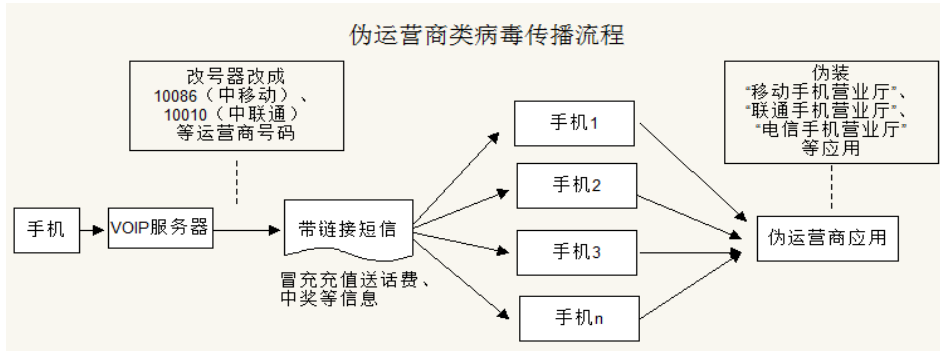 伪运营商类病毒传播流程
改号器改成
10086（中移动）、
10010（中联通）
等运营商号码
伪装
“移动手机营业厅”、
“联通手机营业厅”、
“电信手机营业厅”
等应用
手机
VOIP服务器
带链接短信
冒充充值送话费、
中奖等信息
手机1
手机2
手机3
手机n
伪运营商应用